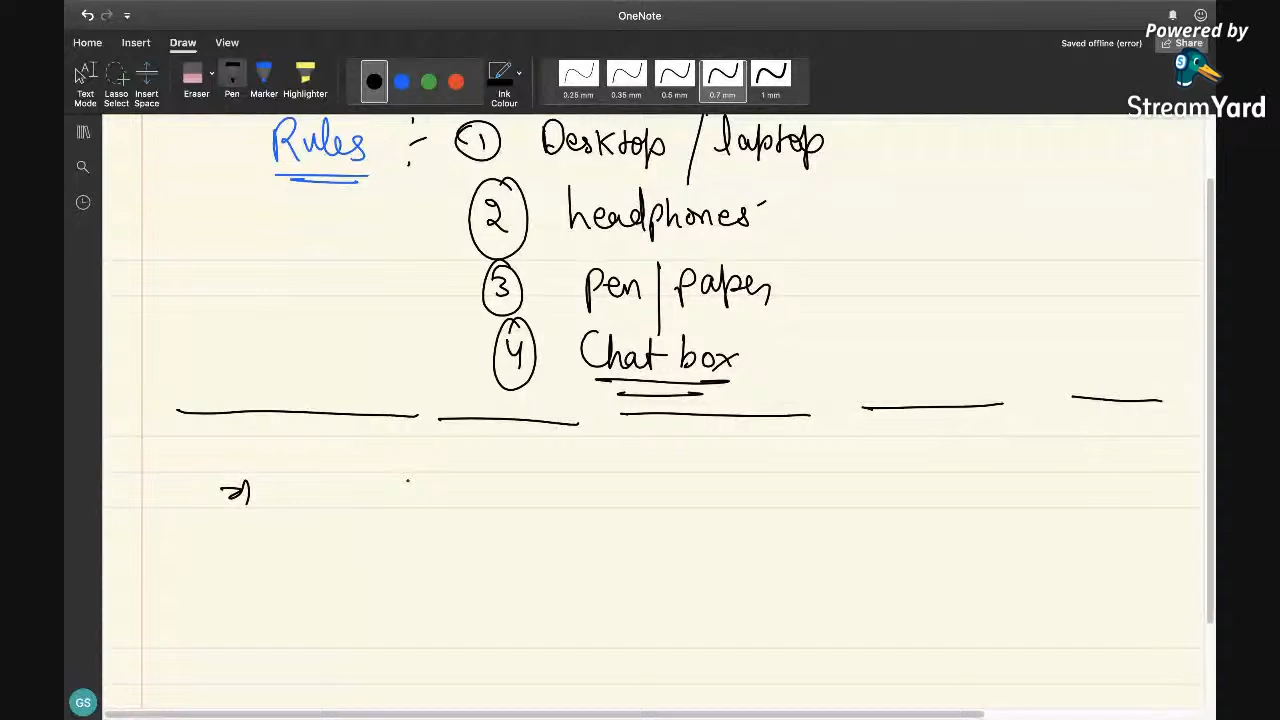 OneNote
Powered by
Home Insert Draw View
Saved offline (error) Share
StreamYard
Text Mode
Lasso Select
Insert Space
Eraser
Pen
Marker
Highlighter
Ink Colour
0.25 mm
0.35 mm
0.5 mm
0.7 mm
1 mm
Rules :- 1 Desktop / laptop
2 headphones
3 pen | paper
4 Chat box
GS